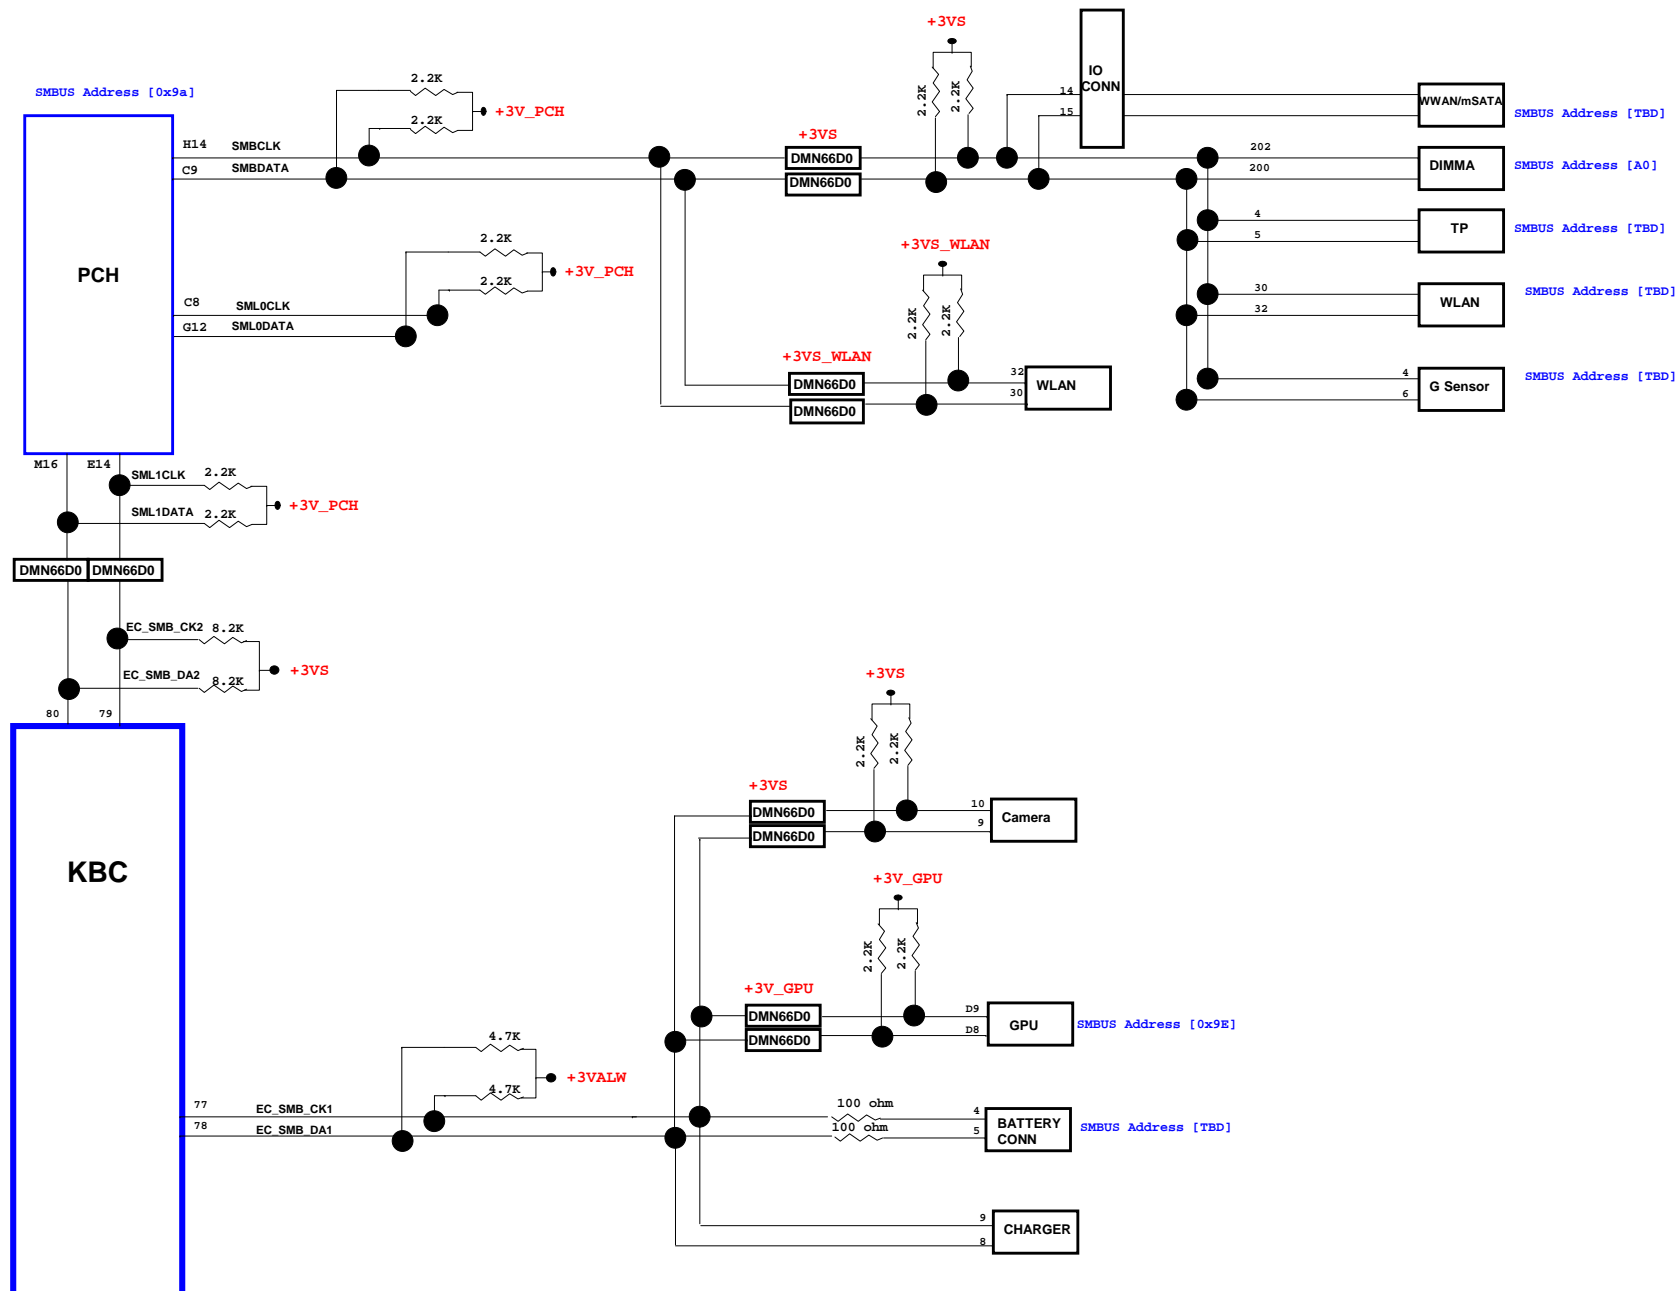 +3VS
IO
CONN
2.2K
2.2K
2.2K
SMBUS Address [0x9a]
14
WWAN/mSATA
+3V_PCH
15
SMBUS Address [TBD]
2.2K
+3VS
H14
SMBCLK
DMN66D0
202
DIMMA
SMBUS Address [A0]
C9
SMBDATA
DMN66D0
200
4
TP
SMBUS Address [TBD]
5
2.2K
+3VS_WLAN
PCH
+3V_PCH
2.2K
2.2K
2.2K
30
WLAN
SMBUS Address [TBD]
C8
SML0CLK
32
G12
SML0DATA
+3VS_WLAN
32
DMN66D0
WLAN
30
DMN66D0
4
G Sensor
SMBUS Address [TBD]
6
M16
E14
SML1CLK
2.2K
+3V_PCH
SML1DATA
2.2K
DMN66D0
DMN66D0
EC_SMB_CK2
8.2K
+3VS
EC_SMB_DA2
8.2K
80
79
+3VS
2.2K
2.2K
+3VS
DMN66D0
10
Camera
DMN66D0
9
KBC
+3V_GPU
2.2K
2.2K
+3V_GPU
DMN66D0
D9
GPU
SMBUS Address [0x9E]
DMN66D0
D8
4.7K
+3VALW
4.7K
77
EC_SMB_CK1
100 ohm
4
BATTERY
CONN
SMBUS Address [TBD]
78
EC_SMB_DA1
100 ohm
5
9
CHARGER
8